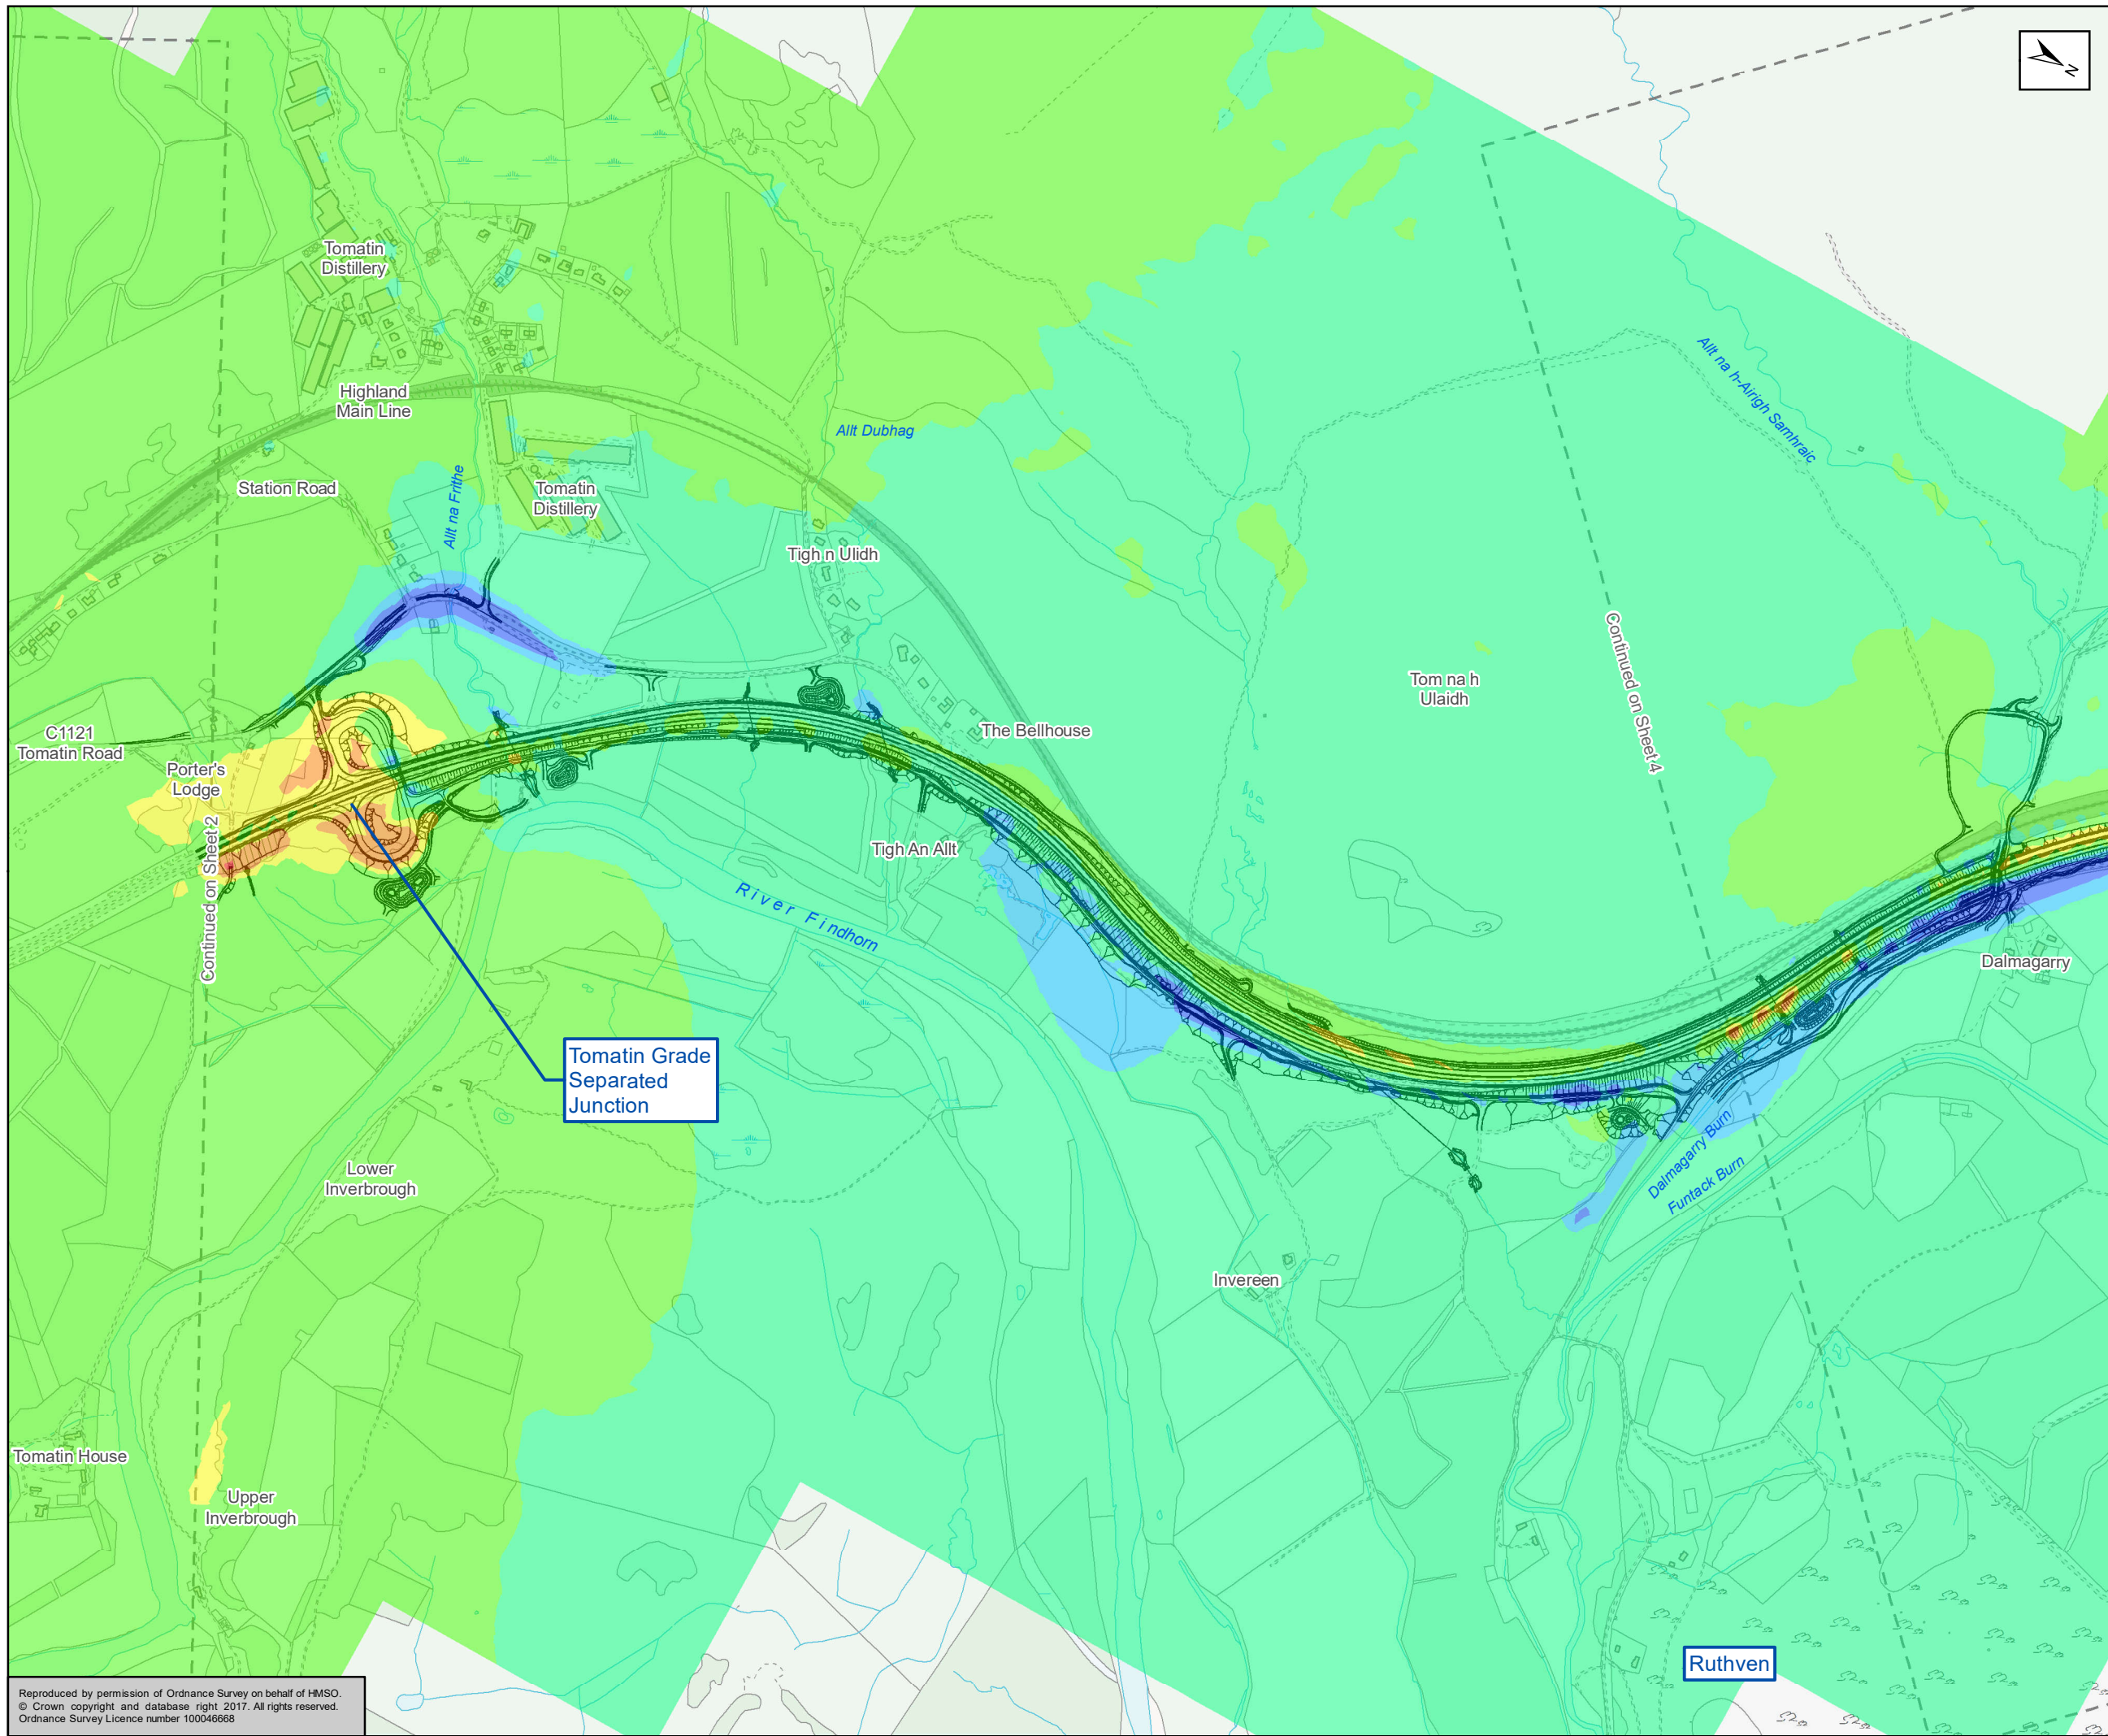 N
Tomatin
Distillery
Highland
Main Line
Allt na h-Airigh Samhraic
Allt Dubhag
Station Road
Allt na Frithe
Tomatin
Distillery
Tigh n Ulidh
Continued on Sheet 4
Tom na h
Ulaidh
C1121
Tomatin Road
The Bellhouse
Porter's
Lodge
Continued on Sheet 2
Tigh An Allt
River Findhorn
Dalmagarry
Tomatin Grade
Separated
Junction
Dalmagarry Burn
Funtack Burn
Lower
Inverbrough
Invereen
Tomatin House
Upper
Inverbrough
Ruthven
Reproduced by permission of Ordnance Survey on behalf of HMSO.
© Crown copyright and database right 2017. All rights reserved.
Ordnance Survey Licence number 100046668